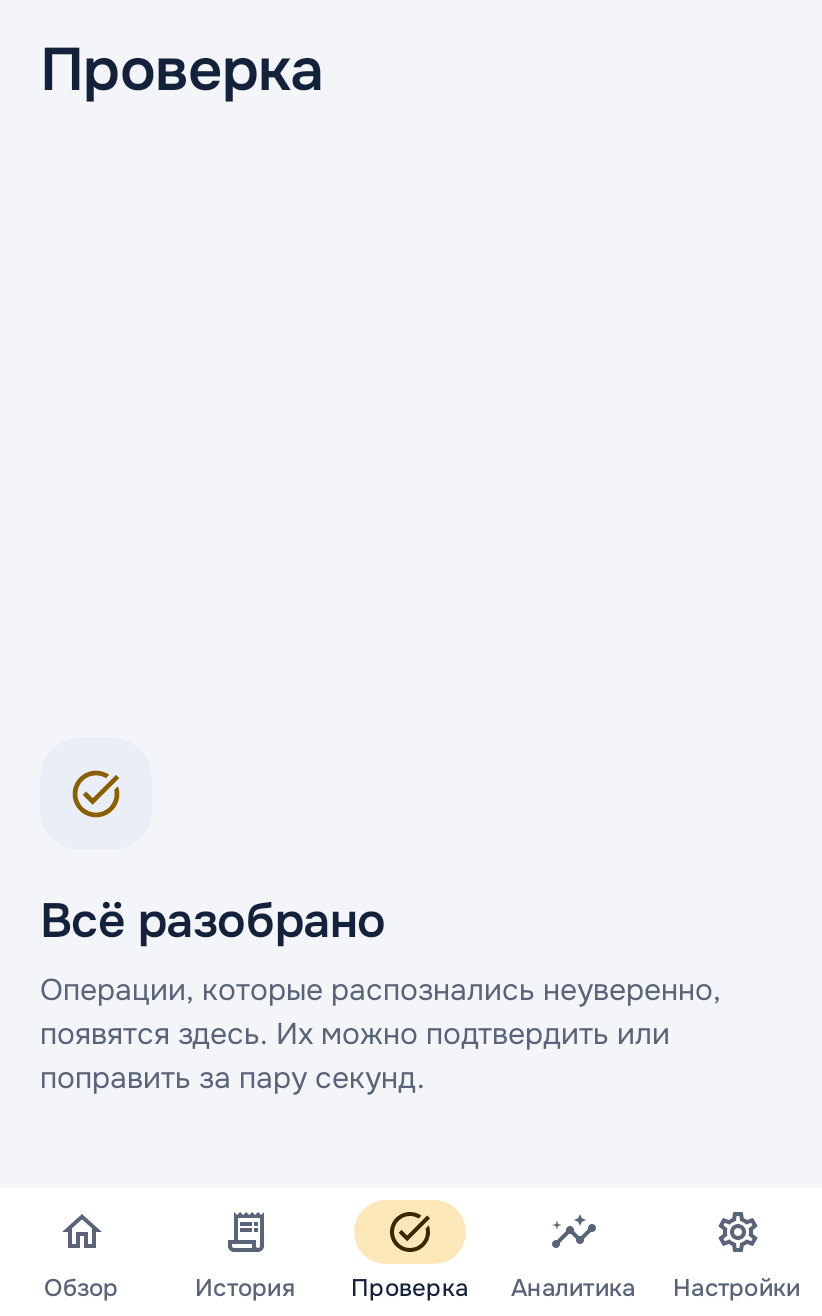 Проверка
Всё разобрано
Операции, которые распознались неуверенно,
появятся здесь. Их можно подтвердить или
поправить за пару секунд.
Обзор
История
Проверка
Аналитика
Настройки